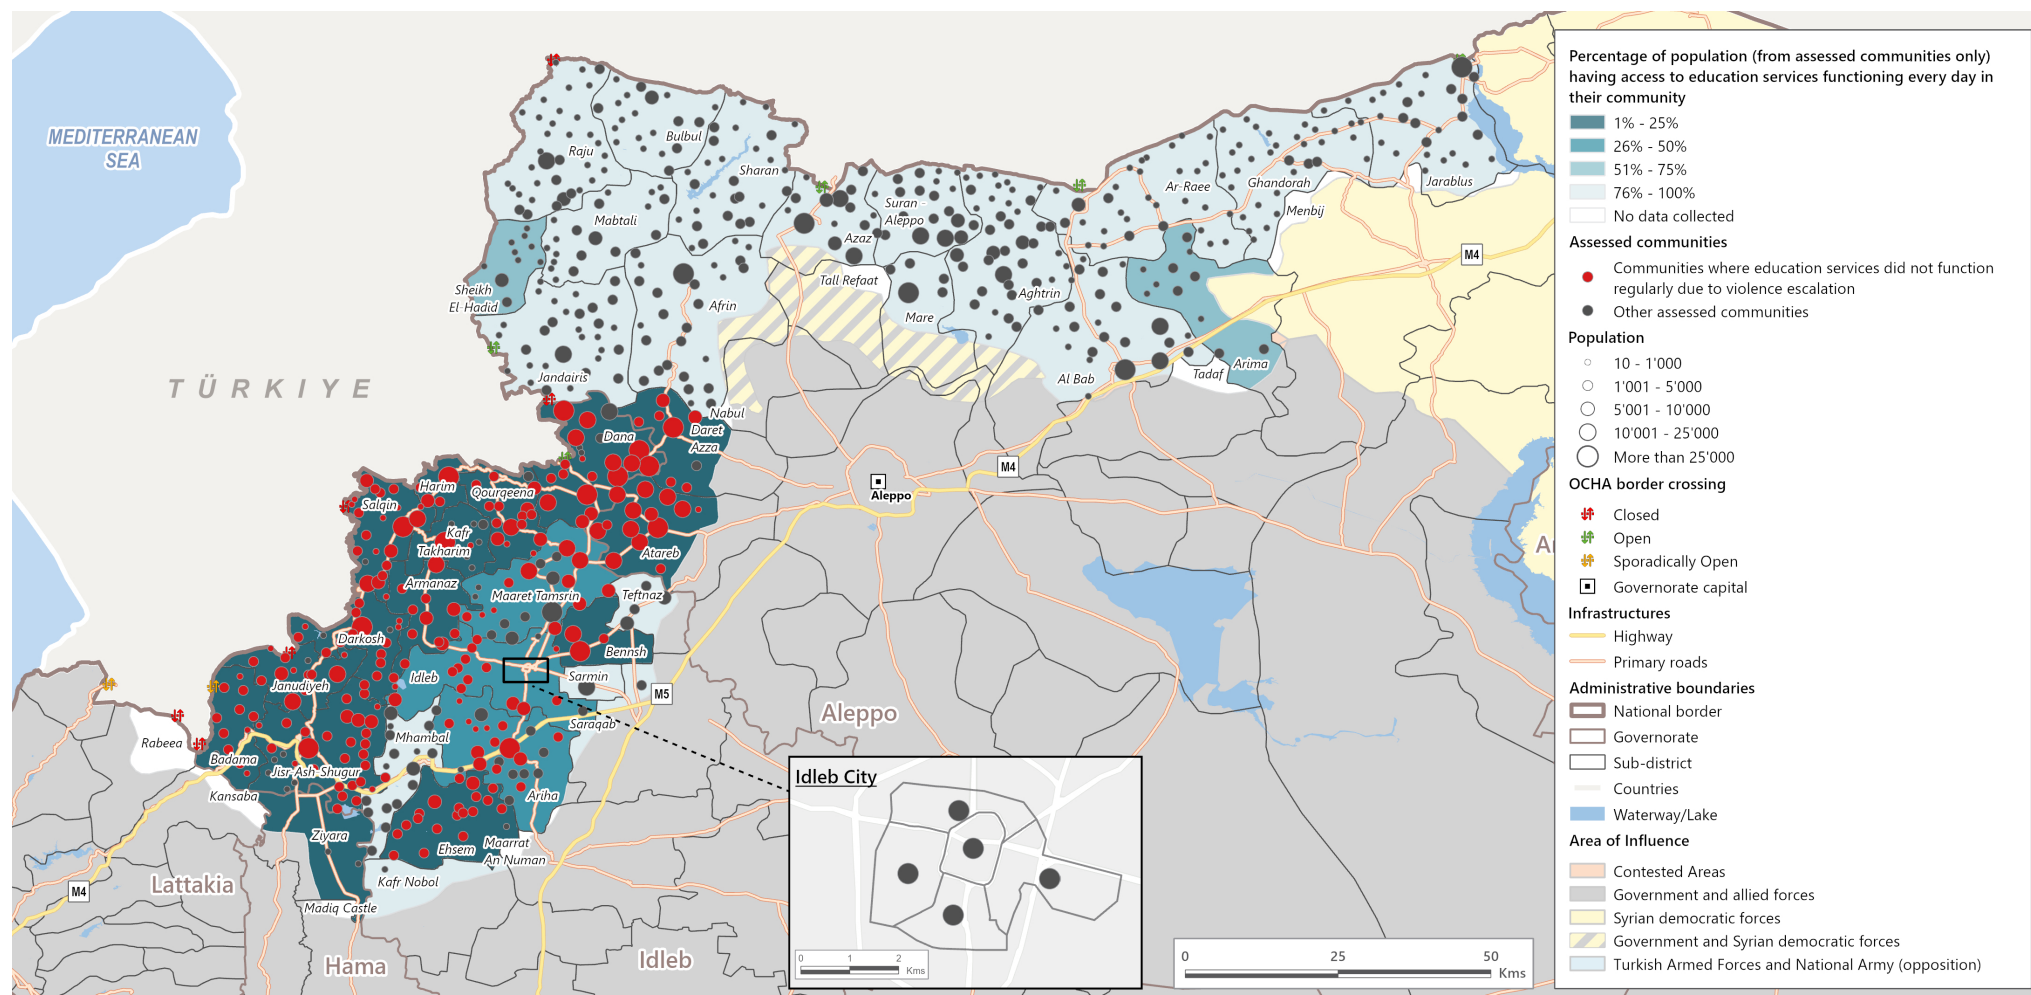 MEDITERRANEAN
SEA
TÜRKIYE
Bulbul
Raju
Sharan
Mabtali
Suran -
Aleppo
Azaz
Ar-Raee
Ghandorah
Jarablus
Menbij
M4
Sheikh
El-Hadid
Tall Refaat
Afrin
Aghtrin
Mare
Jandairis
Al Bab
Tadaf
Arima
Nabul
Dana
Daret
Azza
M4
Aleppo
Harim
Qourqeena
Salqin
Kafr
Takharim
Atareb
Armanaz
Maaret Tamsrin
Teftnaz
Darkosh
Bennsh
Idleb
Sarmin
Janudiyeh
M5
Saraqab
Aleppo
Rabeea
Mhambal
Badama
Jisr-Ash-Shugur
Kansaba
Ariha
Ziyara
Ehsem
Maarrat
An Numan
Kafr Nobol
M4
Lattakia
Madiq Castle
Hama
Idleb
Idleb City
0 1 2
Kms
0 25 50
Kms
Percentage of population (from assessed communities only)
having access to education services functioning every day in
their community
1% - 25%
26% - 50%
51% - 75%
76% - 100%
No data collected
Assessed communities
Communities where education services did not function
regularly due to violence escalation
Other assessed communities
Population
10 - 1'000
1'001 - 5'000
5'001 - 10'000
10'001 - 25'000
More than 25'000
OCHA border crossing
Closed
Open
Sporadically Open
Governorate capital
Infrastructures
Highway
Primary roads
Administrative boundaries
National border
Governorate
Sub-district
Countries
Waterway/Lake
Area of Influence
Contested Areas
Government and allied forces
Syrian democratic forces
Government and Syrian democratic forces
Turkish Armed Forces and National Army (opposition)